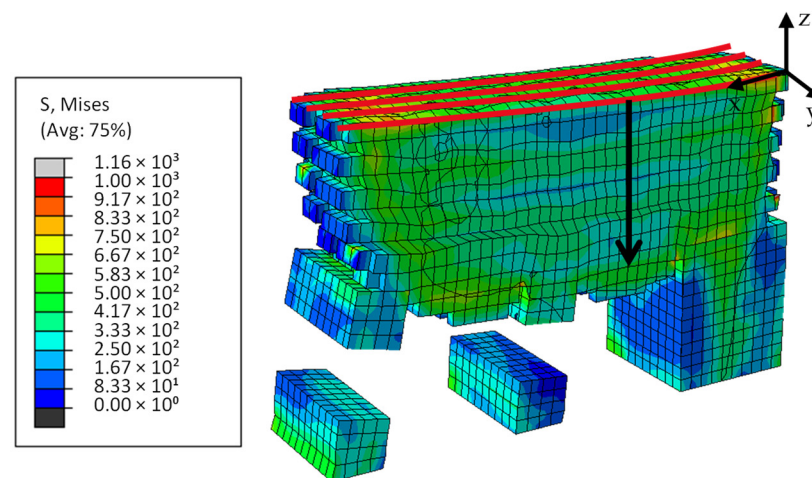 S, Mises
(Avg: 75%)
1.16 × 10³
1.00 × 10³
9.17 × 10²
8.33 × 10²
7.50 × 10²
6.67 × 10²
5.83 × 10²
5.00 × 10²
4.17 × 10²
3.33 × 10²
2.50 × 10²
1.67 × 10²
8.33 × 10¹
0.00 × 10⁰
z
x
y